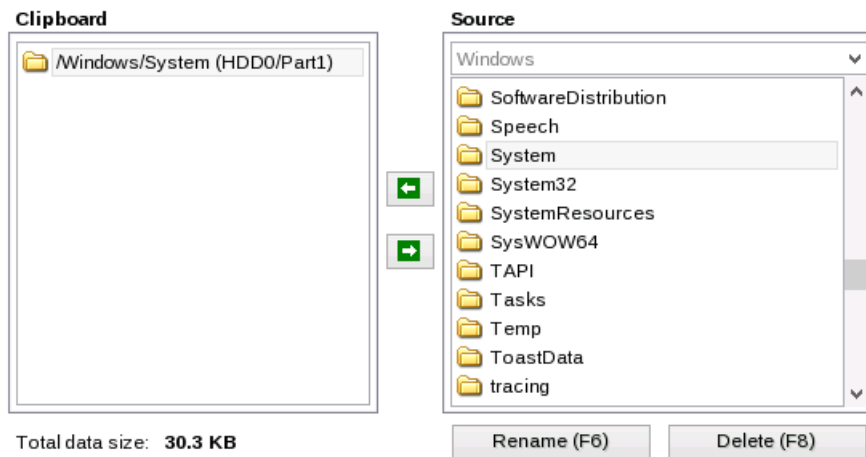 Clipboard
/Windows/System (HDD0/Part1)
Total data size: 30.3 KB
Source
Windows
SoftwareDistribution
Speech
System
System32
SystemResources
SysWOW64
TAPI
Tasks
Temp
ToastData
tracing
Rename (F6)
Delete (F8)